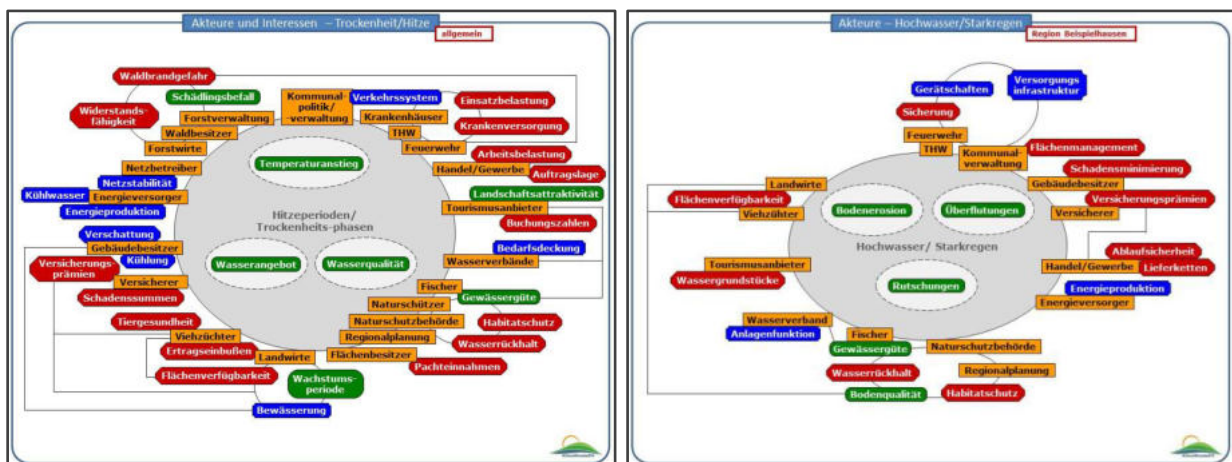 Akteure und Interessen – Trockenheit/Hitze
allgemein
Waldbrandgefahr
Schädlingsbefall
Widerstands-
fähigkeit
Forstverwaltung
Waldbesitzer
Forstwirte
Kommunal-
politik/
-verwaltung
Verkehrssystem
Krankenhäuser
Einsatzbelastung
THW
Krankenversorgung
Feuerwehr
Arbeitsbelastung
Handel/Gewerbe
Auftragslage
Netzbetreiber
Netzstabilität
Kühlwasser
Energieversorger
Energieproduktion
Temperaturanstieg
Landschaftsattraktivität
Tourismusanbieter
Buchungszahlen
Hitzeperioden/
Trockenheits-phasen
Verschattung
Gebäudebesitzer
Kühlung
Bedarfsdeckung
Wasserverbände
Wasserangebot
Wasserqualität
Versicherungs
prämien
Versicherer
Schadenssummen
Fischer
Gewässergüte
Naturschützer
Habitatschutz
Naturschutzbehörde
Wasserrückhalt
Regionalplanung
Tiergesundheit
Viehzüchter
Ertragseinbußen
Landwirte
Flächenbesitzer
Pachteinnahmen
Flächenverfügbarkeit
Wachstums-
periode
Bewässerung
Akteure – Hochwasser/Starkregen
Region Beispielhausen
Gerätschaften
Versorgungs
infrastruktur
Sicherung
Feuerwehr
THW
Kommunal-
verwaltung
Flächenmanagement
Schadensminimierung
Gebäudebesitzer
Versicherungsprämien
Versicherer
Landwirte
Flächenverfügbarkeit
Viehzühter
Bodenerosion
Überflutungen
Hochwasser/ Starkregen
Ablaufsicherheit
Handel/Gewerbe
Lieferketten
Tourismusanbieter
Wassergrundstücke
Rutschungen
Energieproduktion
Energieversorger
Wasserverband
Anlagenfunktion
Fischer
Gewässergüte
Naturschutzbehörde
Wasserrückhalt
Regionalplanung
Bodenqualität
Habitatschutz